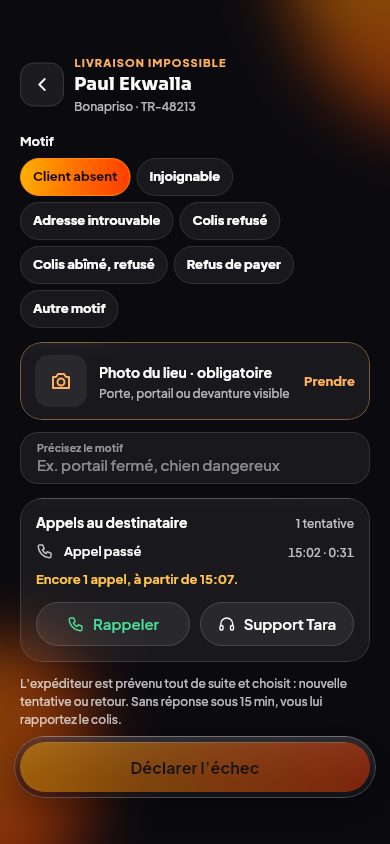 LIVRAISON IMPOSSIBLE
Paul Ekwalla
Bonapriso · TR-48213
Motif
Client absent
Injoignable
Adresse introuvable
Colis refusé
Colis abîmé, refusé
Refus de payer
Autre motif
Photo du lieu · obligatoire
Porte, portail ou devanture visible
Prendre
Précisez le motif
Ex. portail fermé, chien dangereux
Appels au destinataire
1 tentative
Appel passé
15:02 · 0:31
Encore 1 appel, à partir de 15:07.
Rappeler
Support Tara
L’expéditeur est prévenu tout de suite et choisit : nouvelle
tentative ou retour. Sans réponse sous 15 min, vous lui
rapportez le colis.
Déclarer l’échec